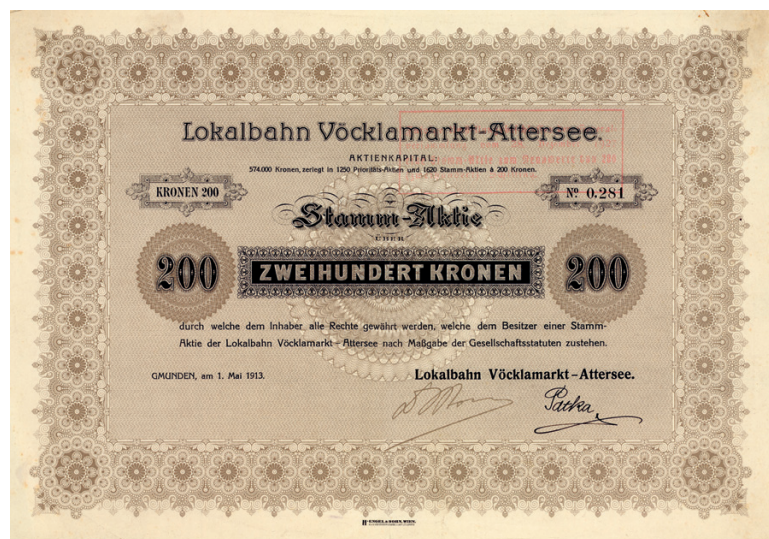 Lokalbahn Vöcklamarkt-Attersee.
AKTIENKAPITAL:
574.000 Kronen, zerlegt in 1250 Prioritäts-Aktien und 1620 Stamm-Aktien à 200 Kronen.
KRONEN 200
No 0.281
Stamm-Aktie
ÜBER
200 ZWEIHUNDERT KRONEN 200
durch welche dem Inhaber alle Rechte gewährt werden, welche dem Besitzer einer Stamm-
Aktie der Lokalbahn Vöcklamarkt-Attersee nach Maßgabe der Gesellschaftsstatuten zustehen.
GMUNDEN, am 1. Mai 1913.
Lokalbahn Vöcklamarkt-Attersee.
Patka